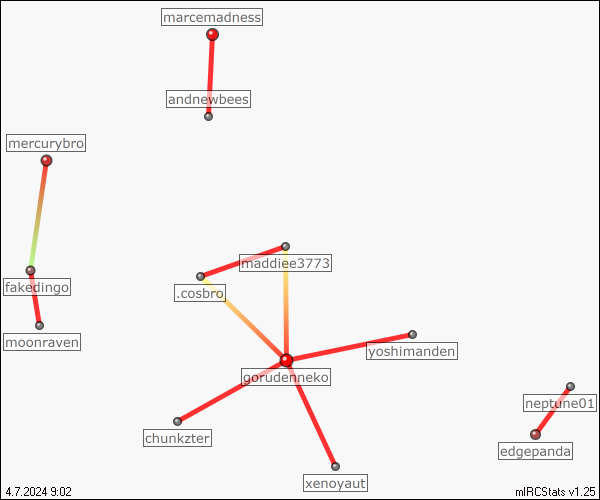 marcemadness
andnewbees
mercurybro
maddiee3773
fakedingo
.cosbro
moonraven
yoshimanden
gorudenneko
neptune01
chunkzter
edgepanda
xenoyaut
4.7.2024 9:02
mIRCStats v1.25